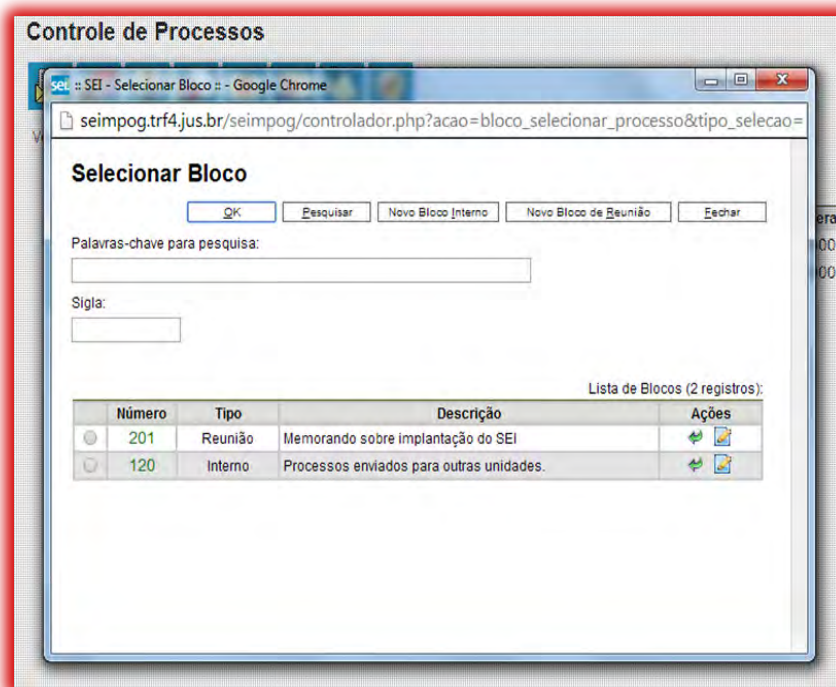 Controle de Processos
sei :: SEI - Selecionar Bloco :: - Google Chrome
seimpog.trf4.jus.br/seimpog/controlador.php?acao=bloco_selecionar_processo&tipo_selecao=
Selecionar Bloco
OK Pesquisar Novo Bloco Interno Novo Bloco de Reunião Fechar
Palavras-chave para pesquisa:
Sigla:
Lista de Blocos (2 registros):
Número Tipo Descrição Ações
201 Reunião Memorando sobre implantação do SEI
120 Interno Processos enviados para outras unidades.